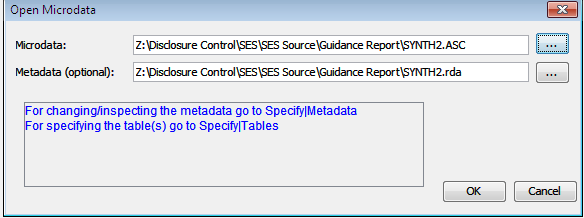 Open Microdata
Microdata: Z:\Disclosure Control\SES\SES Source\Guidance Report\SYNTH2.ASC ...
Metadata (optional): Z:\Disclosure Control\SES\SES Source\Guidance Report\SYNTH2.rda ...
For changing/inspecting the metadata go to Specify|Metadata
For specifying the table(s) go to Specify|Tables
OK Cancel